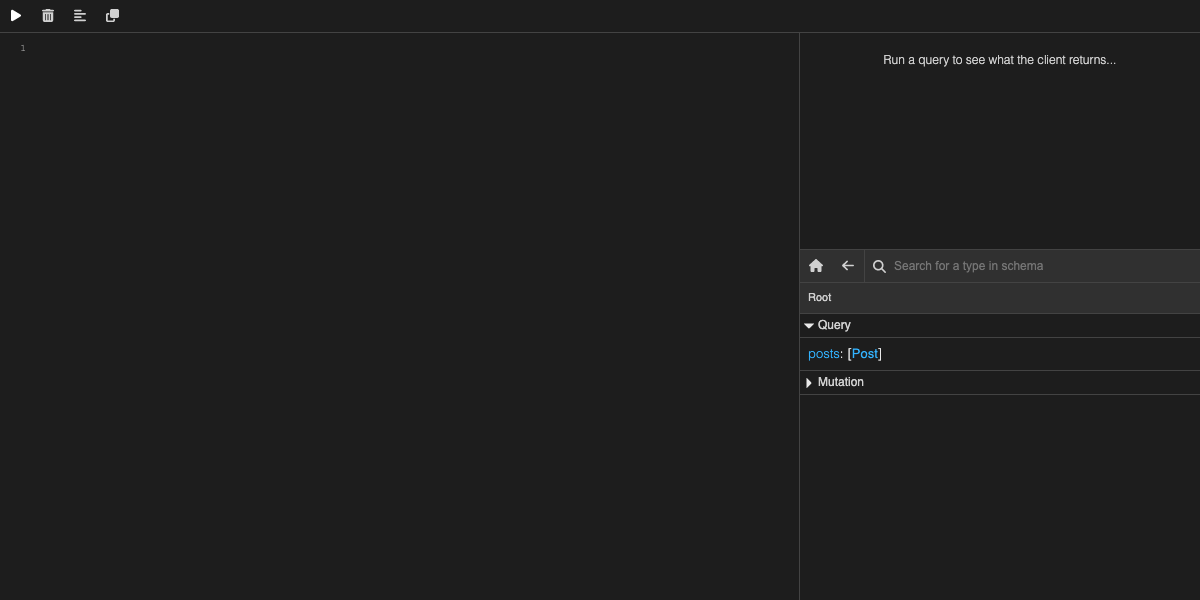 1
Run a query to see what the client returns...
Search for a type in schema
Root
Query
posts: [Post]
Mutation